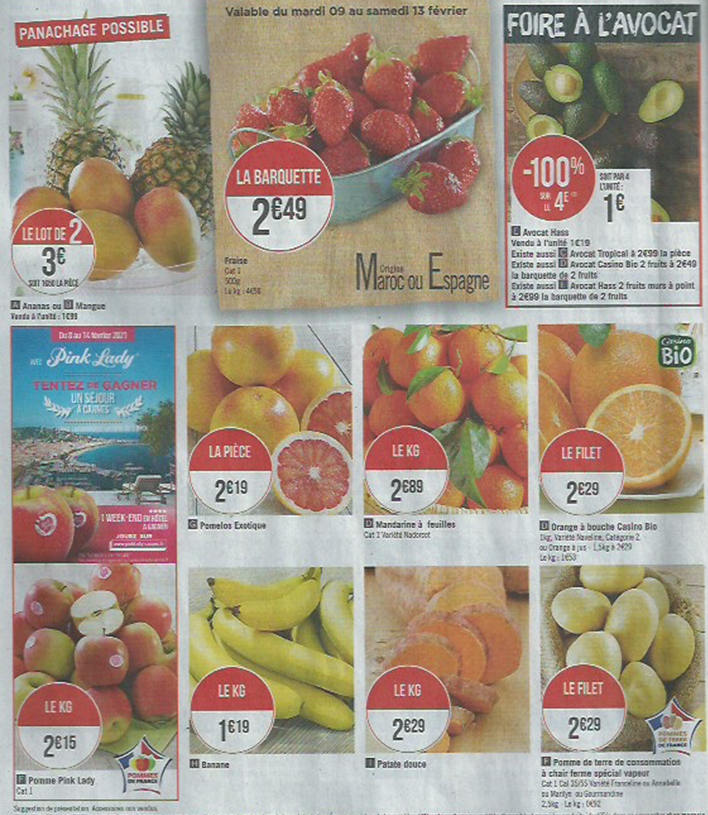 PANACHAGE POSSIBLE
LE LOT DE 2
3€
SOIT 1€50 LA PIÈCE
A Ananas ou B Mangue
Vendu à l'unité : 1€99
Valable du mardi 09 au samedi 13 février
LA BARQUETTE
2€49
Fraise
Cat 1
500g
Le kg : 4€98
Origine
Maroc ou Espagne
FOIRE À L'AVOCAT
-100%
SUR
LE 4E
SOIT PAR 4
L'UNITÉ :
1€
C Avocat Hass
Vendu à l'unité 1€19
Existe aussi C Avocat Tropical à 2€99 la pièce
Existe aussi D Avocat Casino Bio 2 fruits à 2€49
la barquette de 2 fruits
Existe aussi E Avocat Hass 2 fruits murs à point
à 2€99 la barquette de 2 fruits
Du 8 au 14 février 2021
AVEC Pink Lady
TENTEZ DE GAGNER
UN SÉJOUR
À CANNES
1 WEEK-END EN HÔTEL
À GAGNER
JOUEZ SUR
LE KG
2€15
POMMES
DE FRANCE
F Pomme Pink Lady
Cat 1
LA PIÈCE
2€19
G Pomelos Exotique
LE KG
2€89
D Mandarine à feuilles
Cat 1 Variété Nadorcot
Casino
BIO
LE FILET
2€29
D Orange à bouche Casino Bio
1kg, Variété Naveline, Catégorie 2,
ou Orange à jus - 1,5kg à 2€29
Le kg : 1€53
LE KG
1€19
H Banane
LE KG
2€29
I Patate douce
LE FILET
2€29
POMMES
DE TERRE
DE FRANCE
F Pomme de terre de consommation
à chair ferme spécial vapeur
Cat 1 Cal 35/55 Variété Franceline ou Annabelle
ou Marilyn ou Gourmandine
2,5kg - Le kg : 0€92
Suggestion de présentation. Accessoires non vendus.